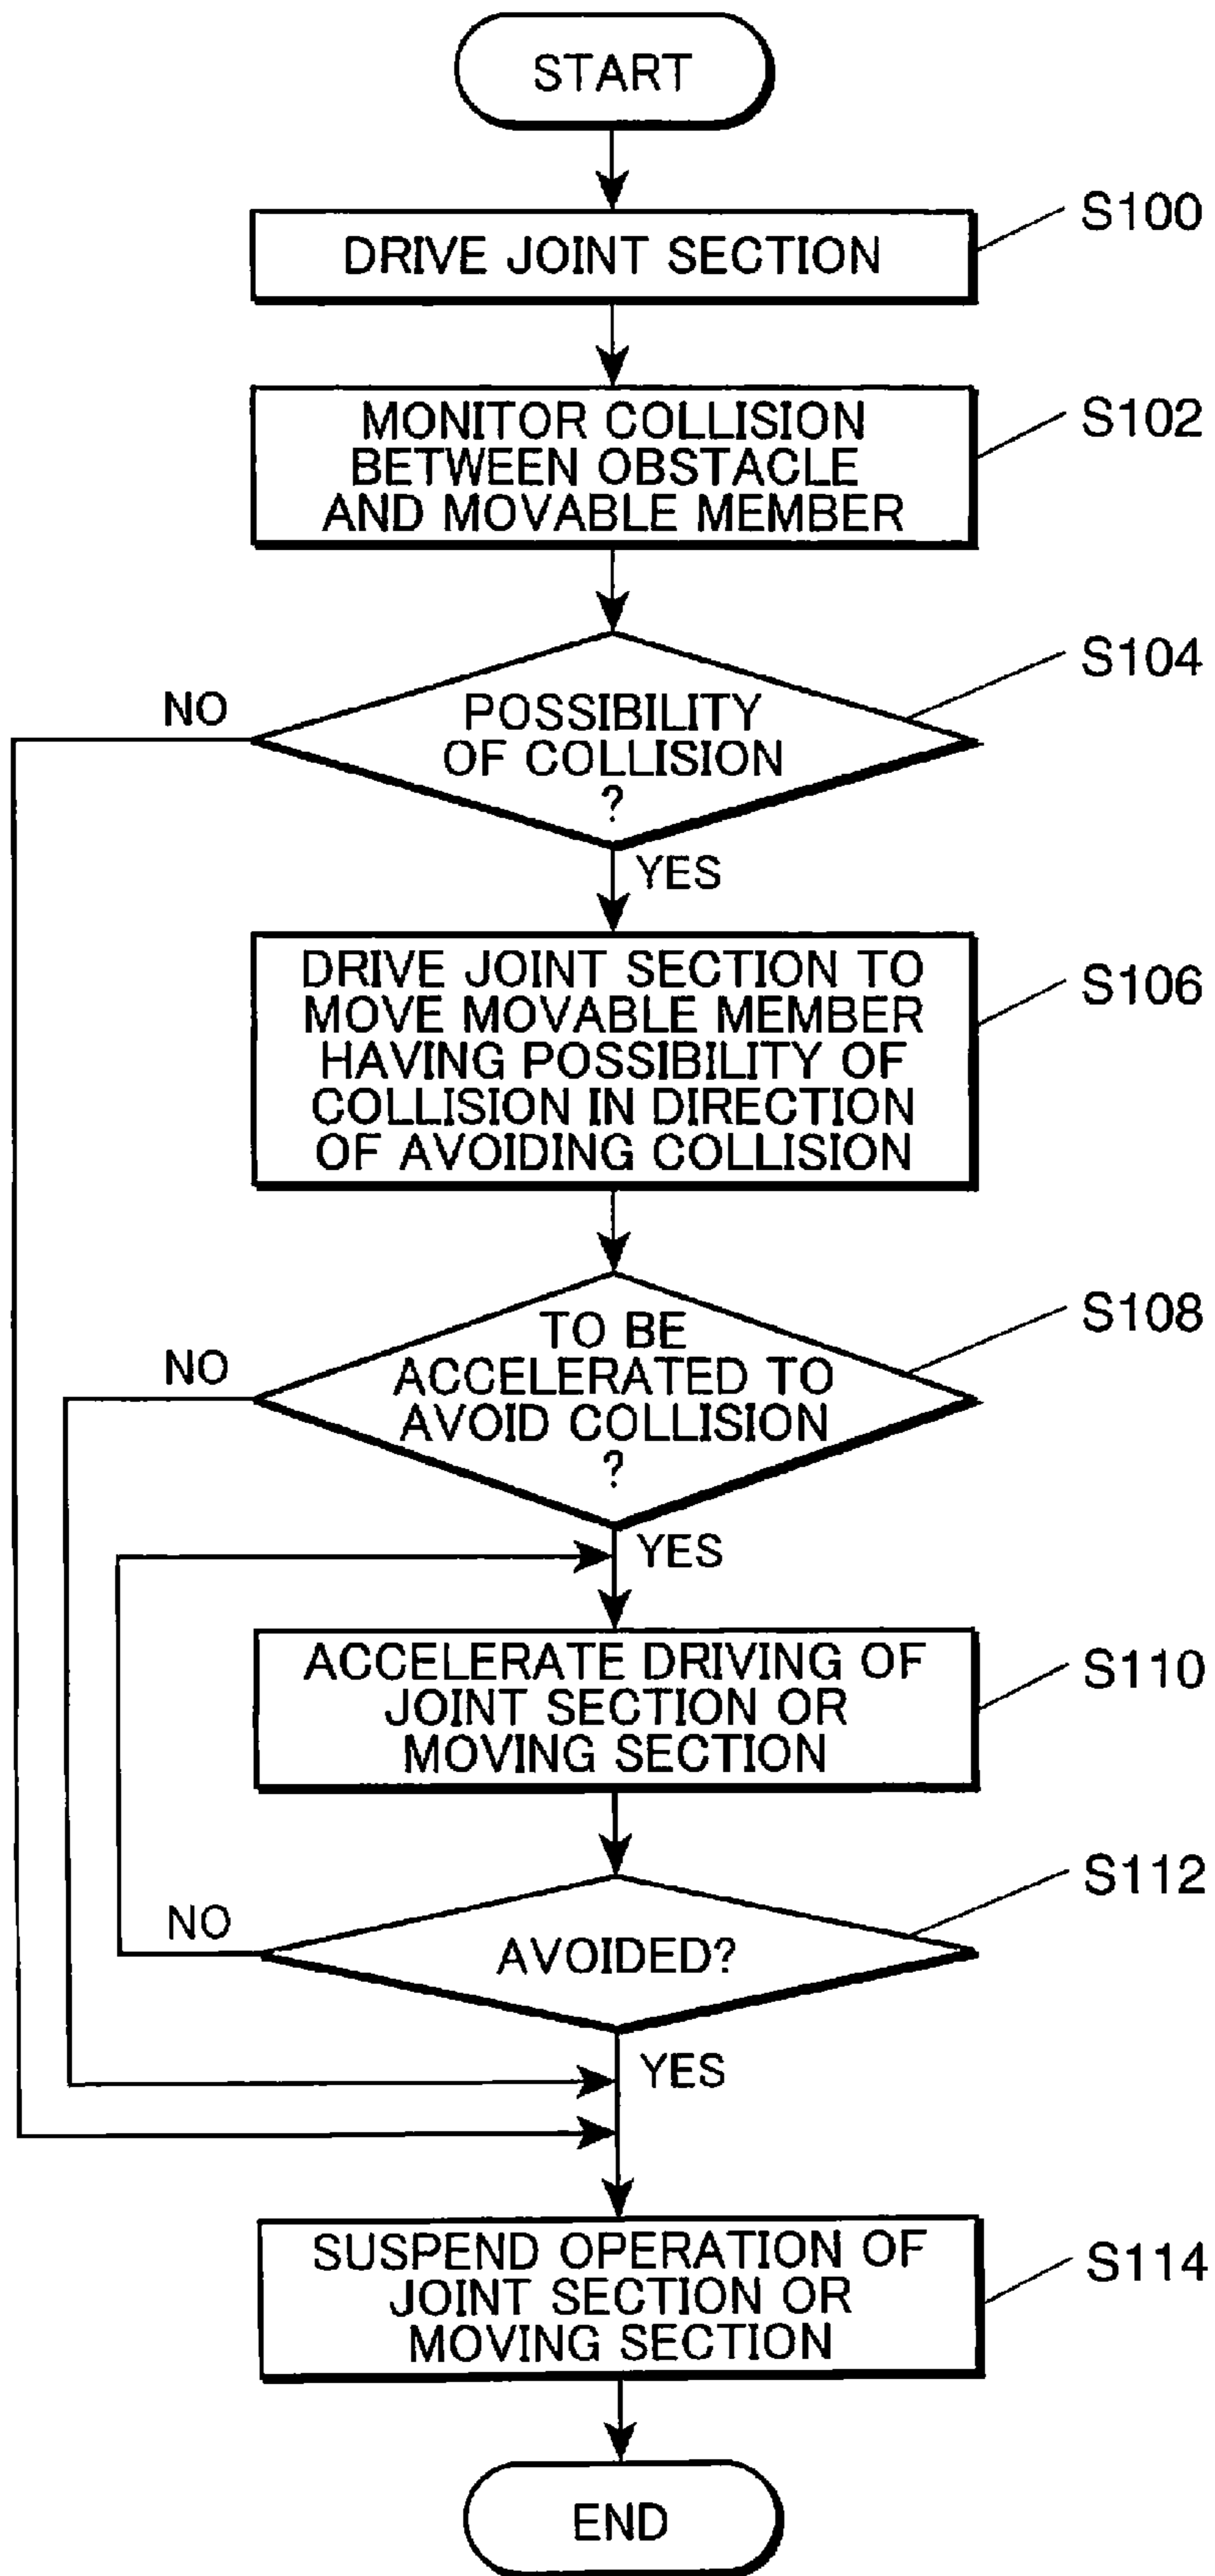 START
S100
DRIVE JOINT SECTION
S102
MONITOR COLLISION
BETWEEN OBSTACLE
AND MOVABLE MEMBER
S104
NO
POSSIBILITY
OF COLLISION
?
YES
S106
DRIVE JOINT SECTION TO
MOVE MOVABLE MEMBER
HAVING POSSIBILITY OF
COLLISION IN DIRECTION
OF AVOIDING COLLISION
S108
NO
TO BE
ACCELERATED TO
AVOID COLLISION
?
YES
S110
ACCELERATE DRIVING OF
JOINT SECTION OR
MOVING SECTION
S112
NO
AVOIDED?
YES
S114
SUSPEND OPERATION OF
JOINT SECTION OR
MOVING SECTION
END